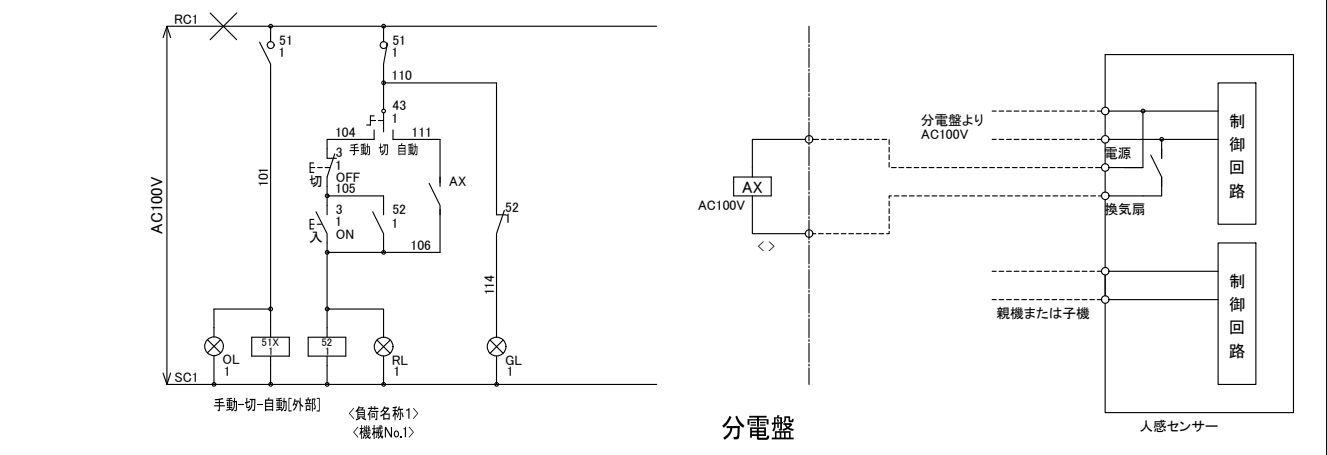 RC1
51
1
51
1
110
43
1
104
111
手動 切 自動
3
1
OFF
E-
切
105
AX
101
3
1
ON
E-
入
52
1
52
1
106
114
AC100V
OL
1
51X
1
52
1
RL
1
GL
1
SC1
手動-切-自動[外部]
<負荷名称1>
<機械No.1>
AX
AC100V
<>
分電盤
分電盤より
AC100V
電源
換気扇
制御回路
親機または子機
制御回路
人感センサー